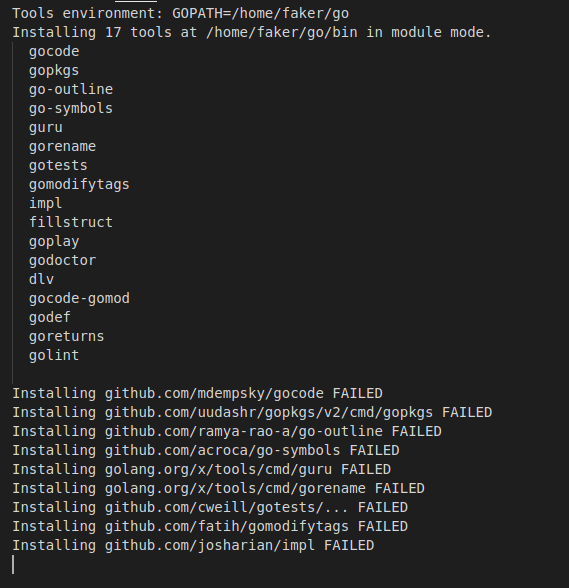 Tools environment: GOPATH=/home/faker/go
Installing 17 tools at /home/faker/go/bin in module mode.
gocode
gopkgs
go-outline
go-symbols
guru
gorename
gotests
gomodifytags
impl
fillstruct
goplay
godoctor
dlv
gocode-gomod
godef
goreturns
golint
Installing github.com/mdempsky/gocode FAILED
Installing github.com/uudashr/gopkgs/v2/cmd/gopkgs FAILED
Installing github.com/ramya-rao-a/go-outline FAILED
Installing github.com/acroca/go-symbols FAILED
Installing golang.org/x/tools/cmd/guru FAILED
Installing golang.org/x/tools/cmd/gorename FAILED
Installing github.com/cweill/gotests/... FAILED
Installing github.com/fatih/gomodifytags FAILED
Installing github.com/josharian/impl FAILED